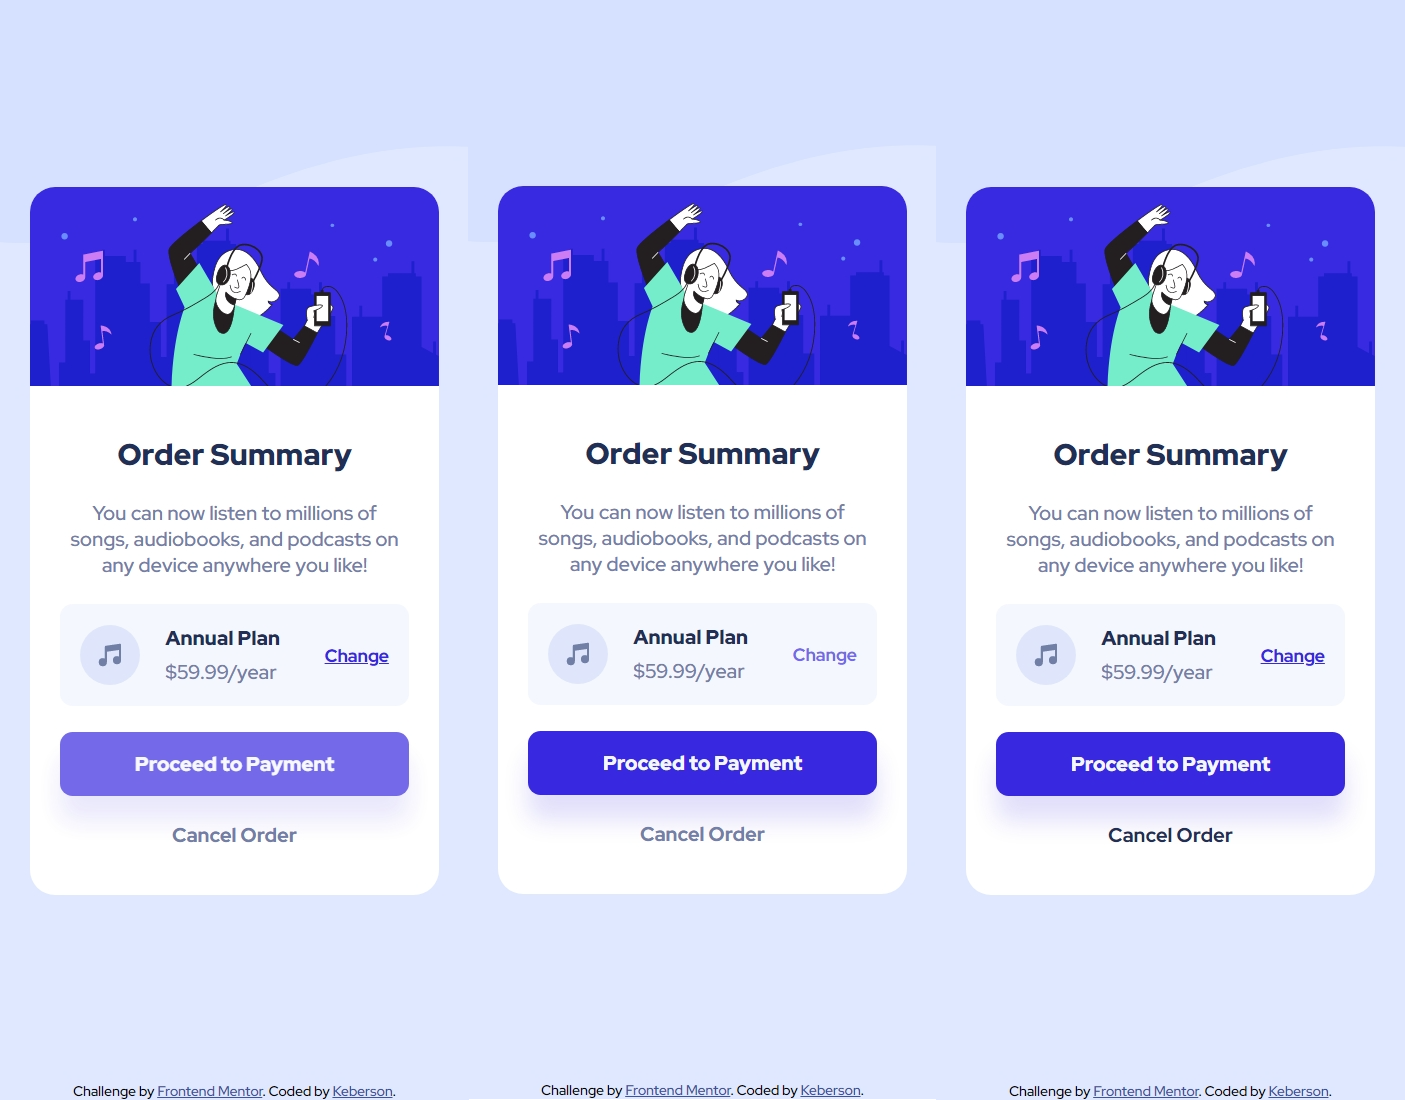 Order Summary
You can now listen to millions of
songs, audiobooks, and podcasts on
any device anywhere you like!
Annual Plan
$59.99/year
Change
Proceed to Payment
Cancel Order
Challenge by Frontend Mentor. Coded by Keberson.
Order Summary
You can now listen to millions of
songs, audiobooks, and podcasts on
any device anywhere you like!
Annual Plan
$59.99/year
Change
Proceed to Payment
Cancel Order
Challenge by Frontend Mentor. Coded by Keberson.
Order Summary
You can now listen to millions of
songs, audiobooks, and podcasts on
any device anywhere you like!
Annual Plan
$59.99/year
Change
Proceed to Payment
Cancel Order
Challenge by Frontend Mentor. Coded by Keberson.